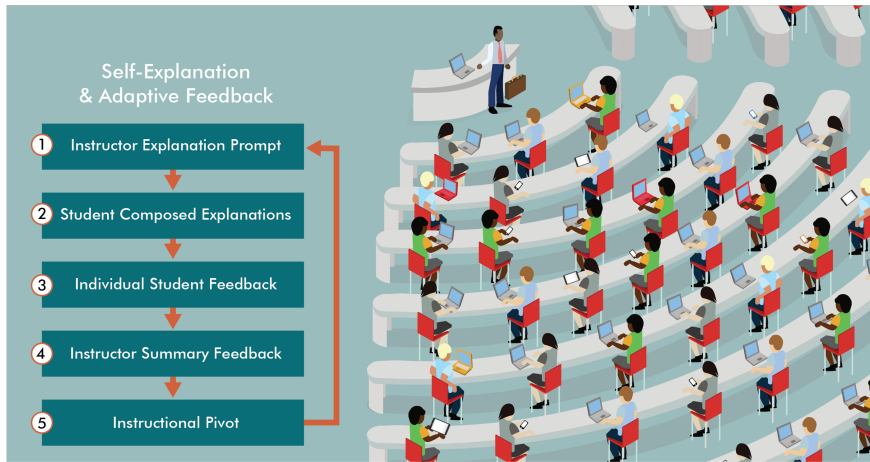 Self-Explanation
& Adaptive Feedback
1 Instructor Explanation Prompt
2 Student Composed Explanations
3 Individual Student Feedback
4 Instructor Summary Feedback
5 Instructional Pivot